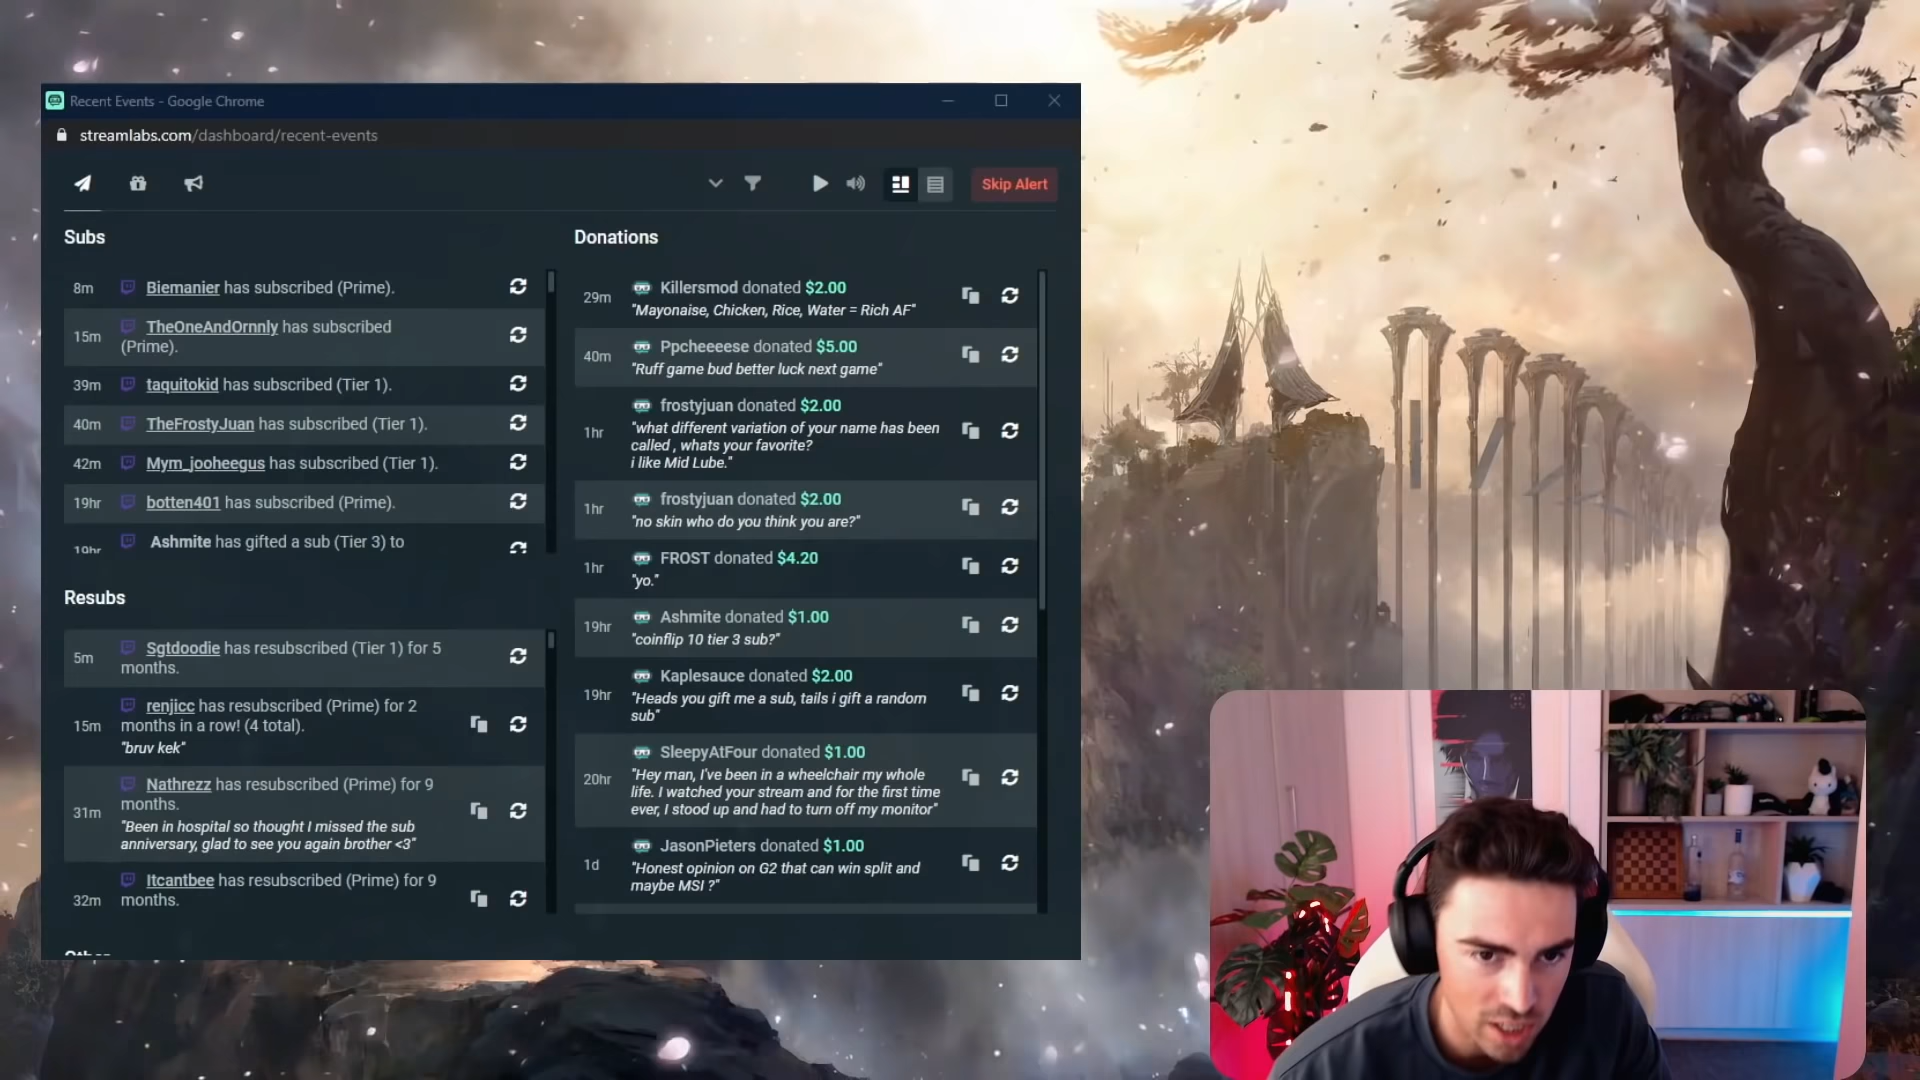 Recent Events - Google Chrome
streamlabs.com/dashboard/recent-events
Skip Alert
Subs
8m
Biemanier has subscribed (Prime).
15m
TheOneAndOrnnly has subscribed
(Prime).
39m
taquitokid has subscribed (Tier 1).
40m
TheFrostyJuan has subscribed (Tier 1).
42m
Mym_jooheegus has subscribed (Tier 1).
19hr
botten401 has subscribed (Prime).
19hr
Ashmite has gifted a sub (Tier 3) to
Resubs
5m
Sgtdoodie has resubscribed (Tier 1) for 5
months.
15m
renjicc has resubscribed (Prime) for 2
months in a row! (4 total).
"bruv kek"
31m
Nathrezz has resubscribed (Prime) for 9
months.
"Been in hospital so thought I missed the sub
anniversary, glad to see you again brother <3"
32m
Itcantbee has resubscribed (Prime) for 9
months.
Other
Donations
29m
Killersmod donated $2.00
"Mayonaise, Chicken, Rice, Water = Rich AF"
40m
Ppcheeeese donated $5.00
"Ruff game bud better luck next game"
1hr
frostyjuan donated $2.00
"what different variation of your name has been
called , whats your favorite?
i like Mid Lube."
1hr
frostyjuan donated $2.00
"no skin who do you think you are?"
1hr
FROST donated $4.20
"yo."
19hr
Ashmite donated $1.00
"coinflip 10 tier 3 sub?"
19hr
Kaplesauce donated $2.00
"Heads you gift me a sub, tails i gift a random
sub"
20hr
SleepyAtFour donated $1.00
"Hey man, I've been in a wheelchair my whole
life. I watched your stream and for the first time
ever, I stood up and had to turn off my monitor"
1d
JasonPieters donated $1.00
"Honest opinion on G2 that can win split and
maybe MSI ?"